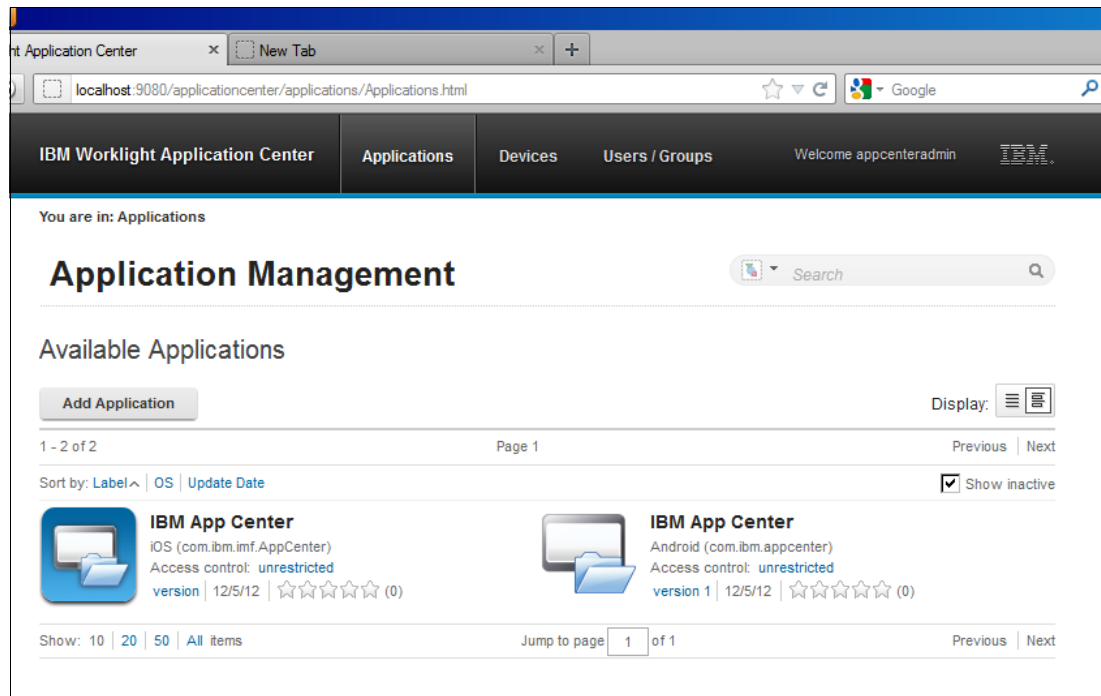 ht Application Center × New Tab × +
localhost:9080/applicationcenter/applications/Applications.html Google
IBM Worklight Application Center Applications Devices Users / Groups Welcome appcenteradmin IBM.
You are in: Applications
Application Management Search
Available Applications
Add Application Display:
1 - 2 of 2 Page 1 Previous | Next
Sort by: Label | OS | Update Date Show inactive
IBM App Center
iOS (com.ibm.imf.AppCenter)
Access control: unrestricted
version | 12/5/12 | (0)
IBM App Center
Android (com.ibm.appcenter)
Access control: unrestricted
version 1 | 12/5/12 | (0)
Show: 10 | 20 | 50 | All items Jump to page 1 of 1 Previous | Next